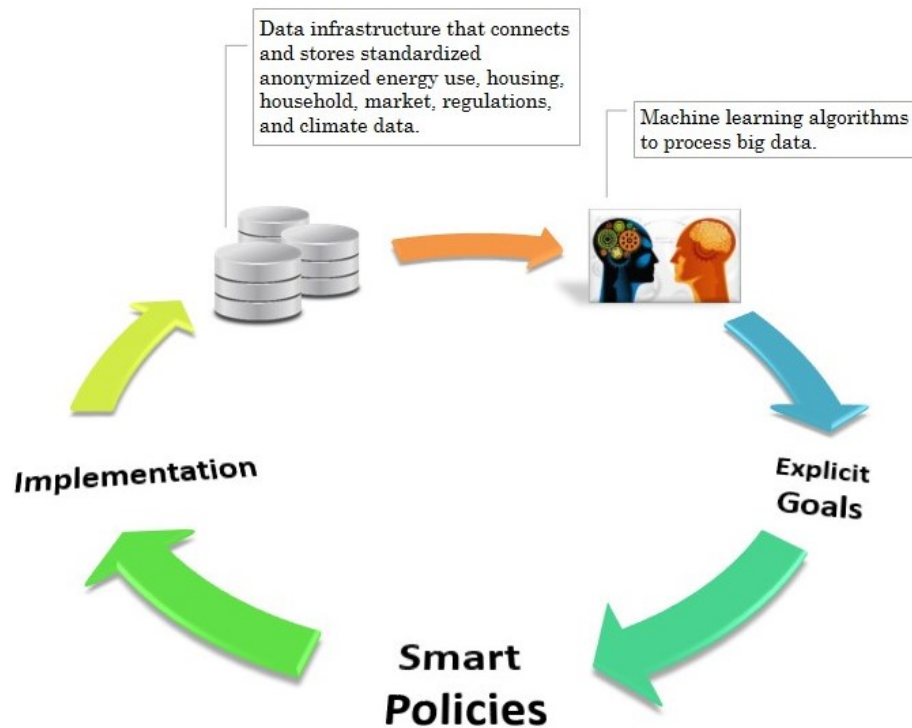 Data infrastructure that connects
and stores standardized
anonymized energy use, housing,
household, market, regulations,
and climate data.
Machine learning algorithms
to process big data.
Explicit
Goals
Smart
Policies
Implementation